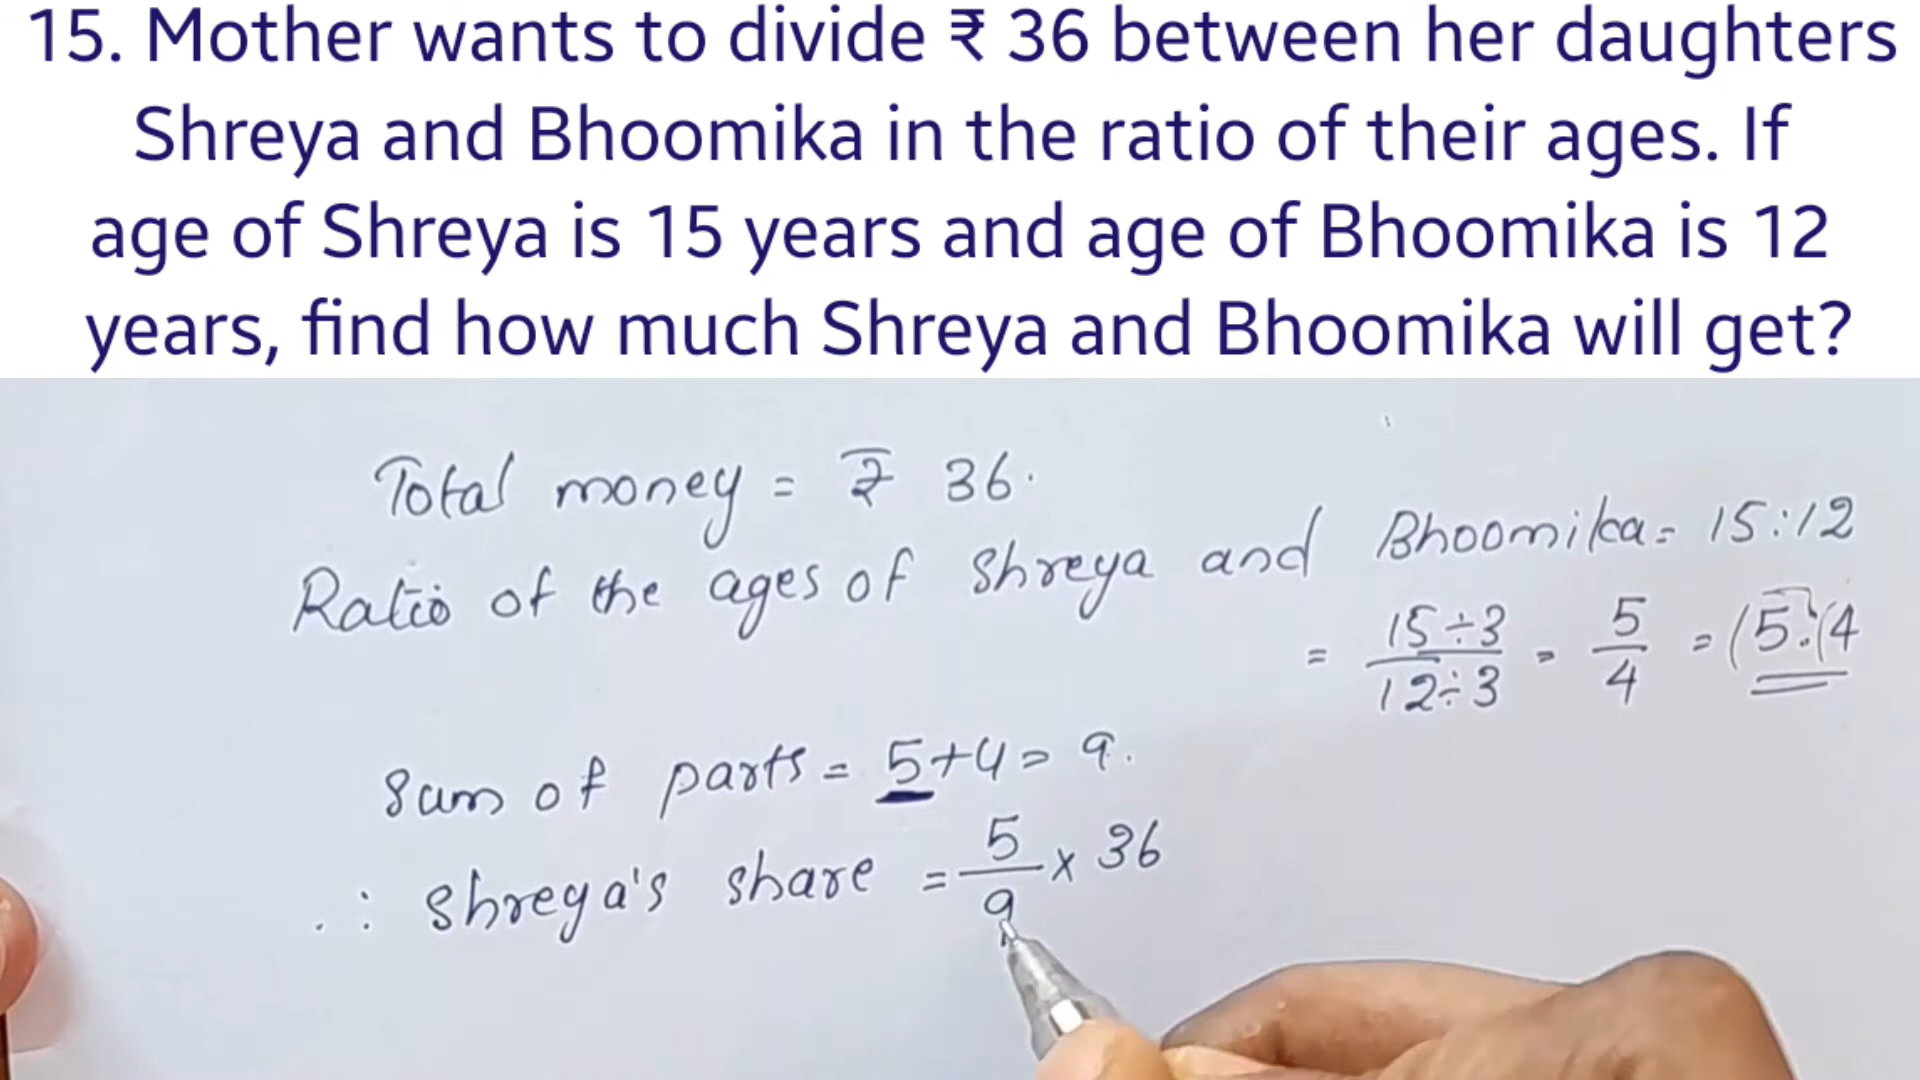 15. Mother wants to divide ₹ 36 between her daughters
Shreya and Bhoomika in the ratio of their ages. If
age of Shreya is 15 years and age of Bhoomika is 12
years, find how much Shreya and Bhoomika will get?
Total money = ₹ 36.
Ratio of the ages of Shreya and Bhoomika = 15:12
= 15÷3/12÷3 = 5/4 = 5:4
Sum of parts = 5+4 = 9.
∴ Shreya's share = 5/9 x 36